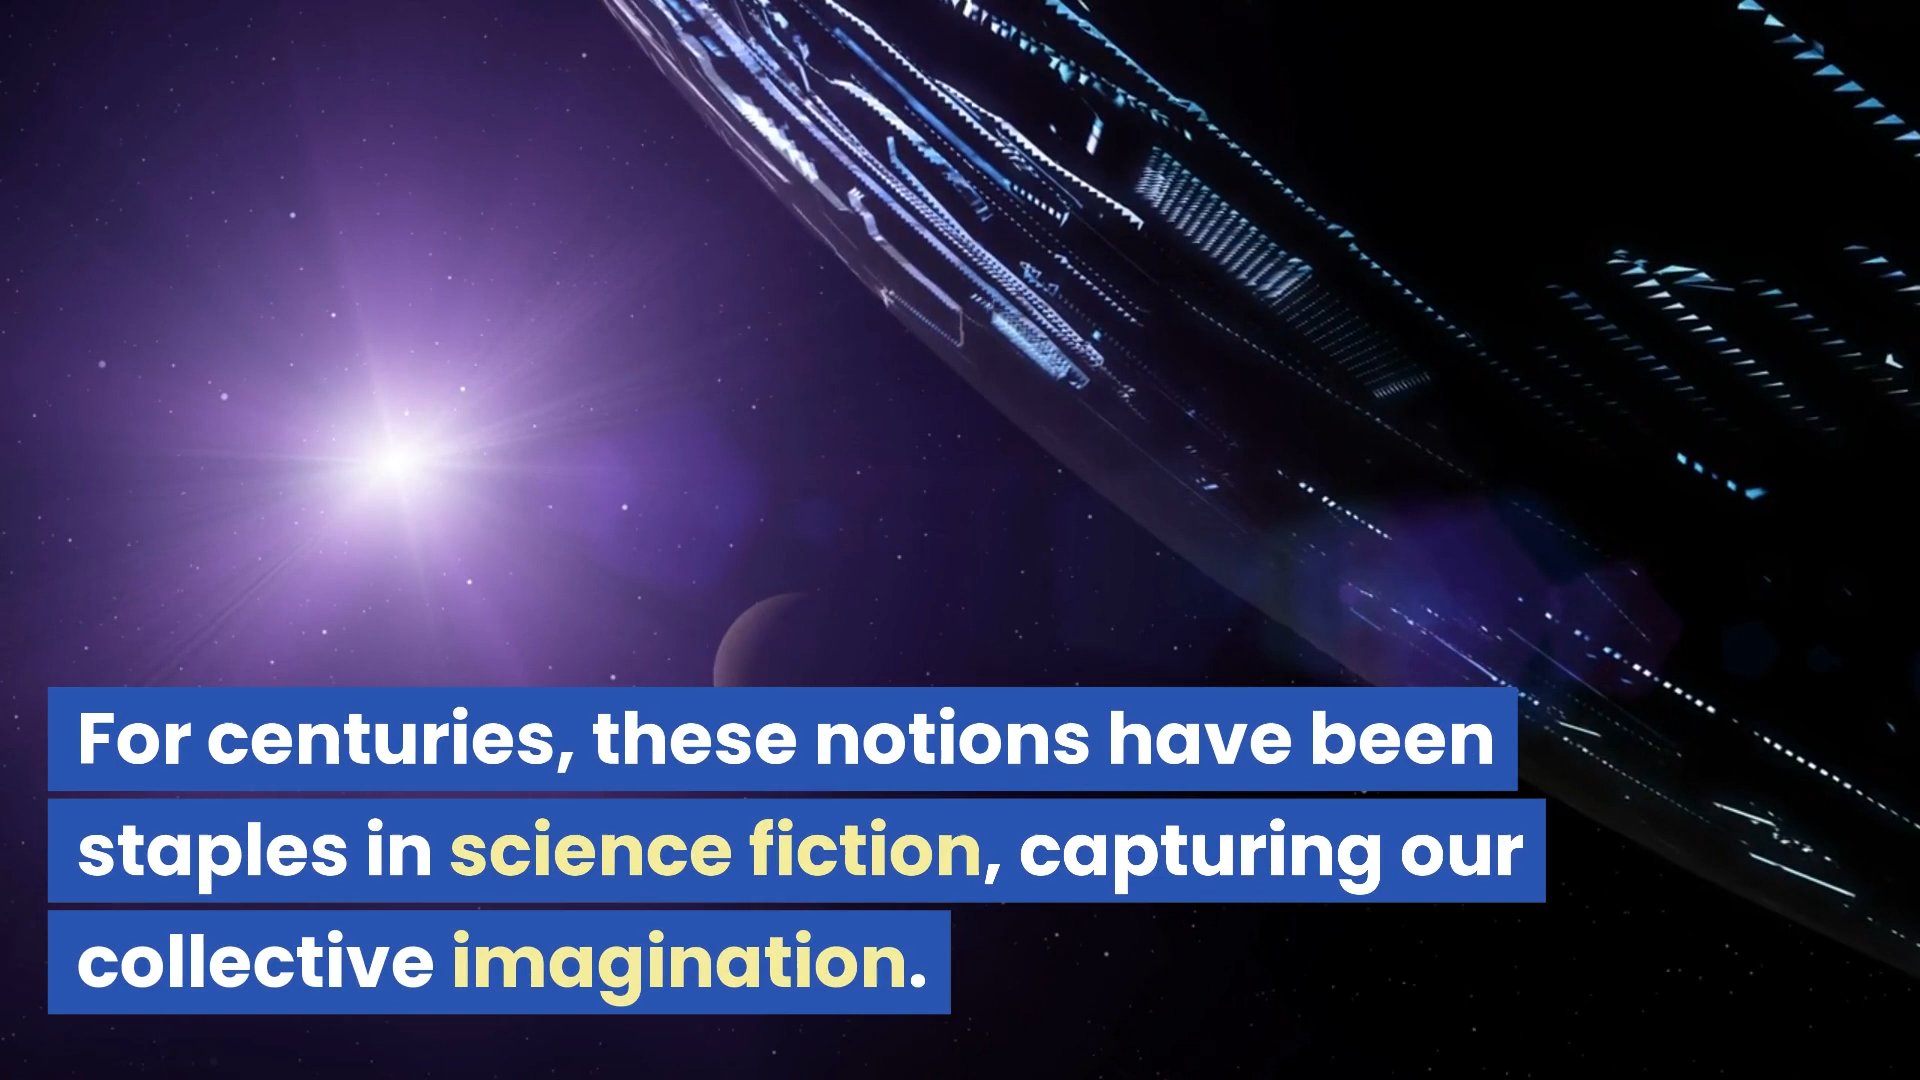 For centuries, these notions have been
staples in science fiction, capturing our
collective imagination.